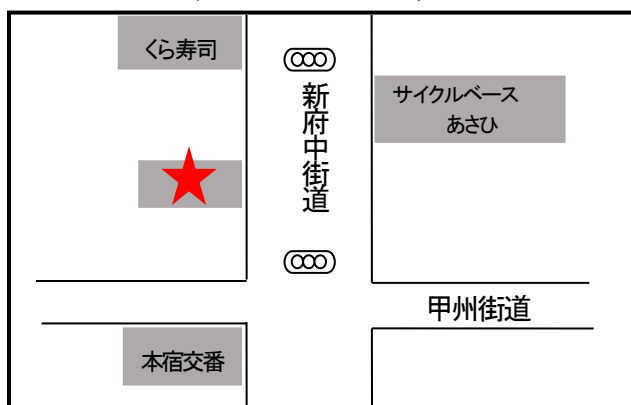 くら寿司
新府中街道
サイクルベース
あさひ
甲州街道
本宿交番